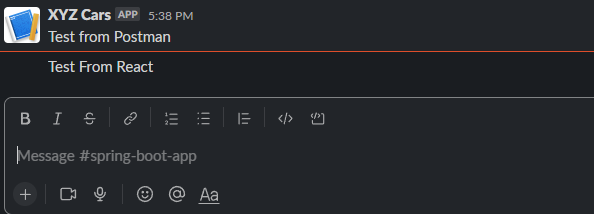 XYZ Cars APP 5:38 PM
Test from Postman
Test From React
B I S
Message #spring-boot-app
Aa